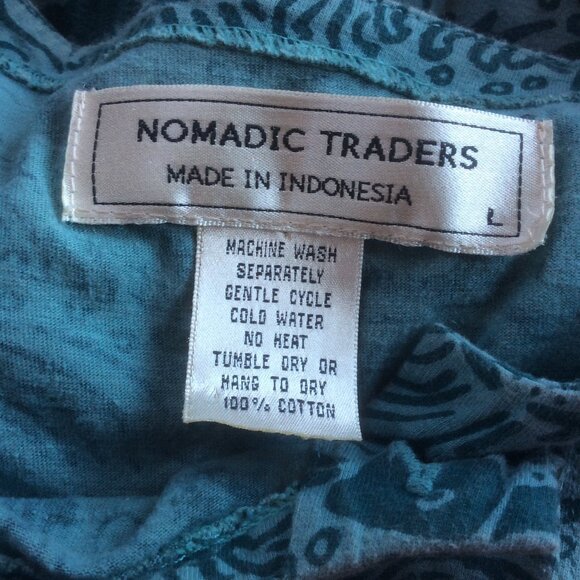 NOMADIC TRADERS
MADE IN INDONESIA
L
MACHINE WASH
SEPARATELY
GENTLE CYCLE
COLD WATER
NO HEAT
TUMBLE DRY OR
HANG TO DRY
100% COTTON